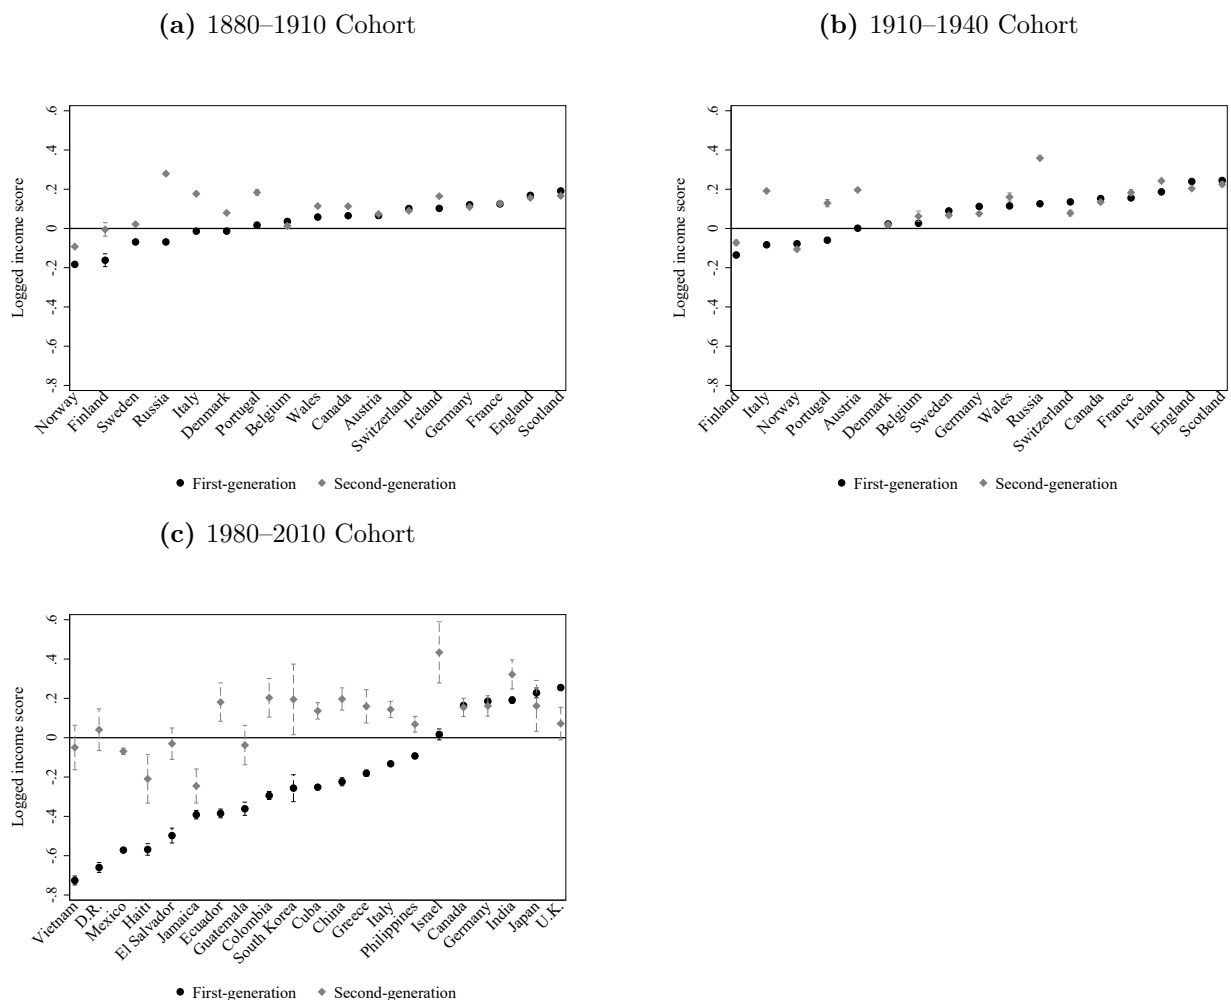 (a) 1880–1910 Cohort
Logged income score
.6
.4
.2
0
-.2
-.4
-.6
-.8
Norway
Finland
Sweden
Russia
Italy
Denmark
Portugal
Belgium
Wales
Canada
Austria
Switzerland
Ireland
Germany
France
England
Scotland
First-generation Second-generation
(b) 1910–1940 Cohort
Logged income score
.6
.4
.2
0
-.2
-.4
-.6
-.8
Finland
Italy
Norway
Portugal
Austria
Denmark
Belgium
Sweden
Germany
Wales
Russia
Switzerland
Canada
France
Ireland
England
Scotland
First-generation Second-generation
(c) 1980–2010 Cohort
Logged income score
.6
.4
.2
0
-.2
-.4
-.6
-.8
Vietnam
D.R.
Mexico
Haiti
El Salvador
Jamaica
Ecuador
Guatemala
Colombia
South Korea
Cuba
China
Greece
Italy
Philippines
Israel
Canada
Germany
India
Japan
U.K.
First-generation Second-generation